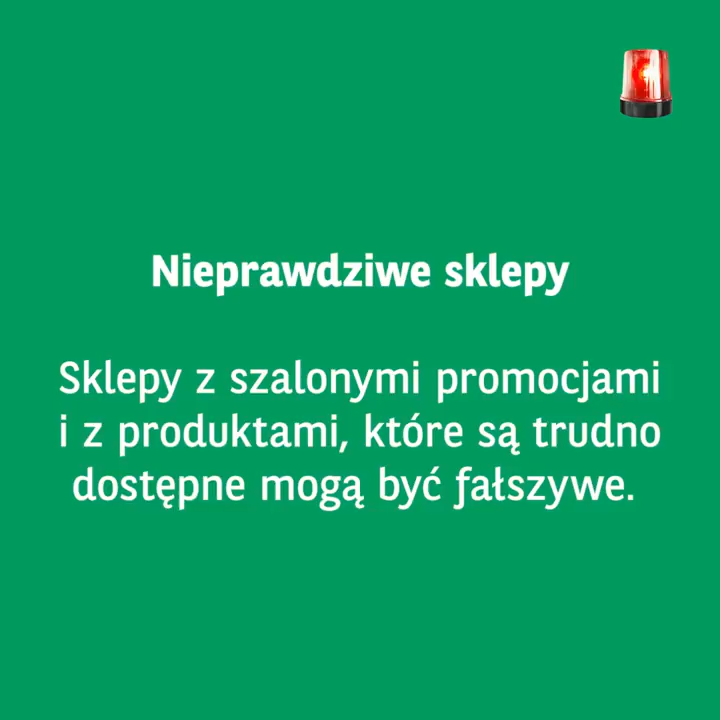 Nieprawdziwe sklepy
Sklepy z szalonymi promocjami
i z produktami, które są trudno
dostępne mogą być fałszywe.